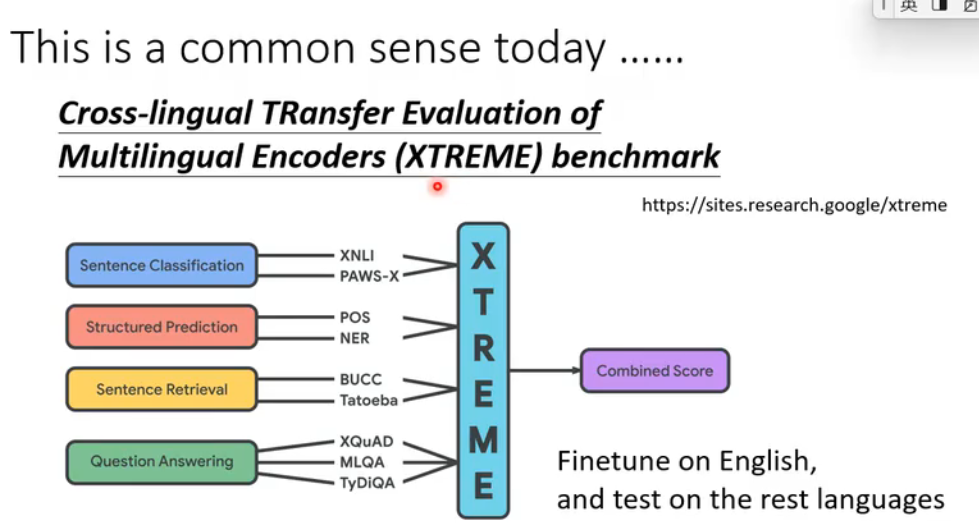 英
This is a common sense today ……
Cross-lingual TRansfer Evaluation of
Multilingual Encoders (XTREME) benchmark
https://sites.research.google/xtreme
Sentence Classification
XNLI
PAWS-X
Structured Prediction
POS
NER
Sentence Retrieval
BUCC
Tatoeba
Question Answering
XQuAD
MLQA
TyDiQA
X
T
R
E
M
E
Combined Score
Finetune on English,
and test on the rest languages